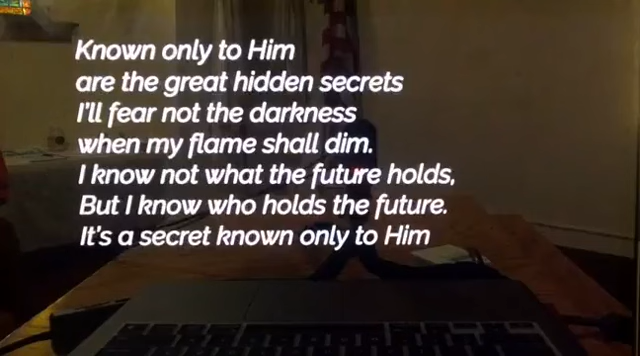 Known only to Him
are the great hidden secrets
I'll fear not the darkness
when my flame shall dim.
I know not what the future holds,
But I know who holds the future.
It's a secret known only to Him